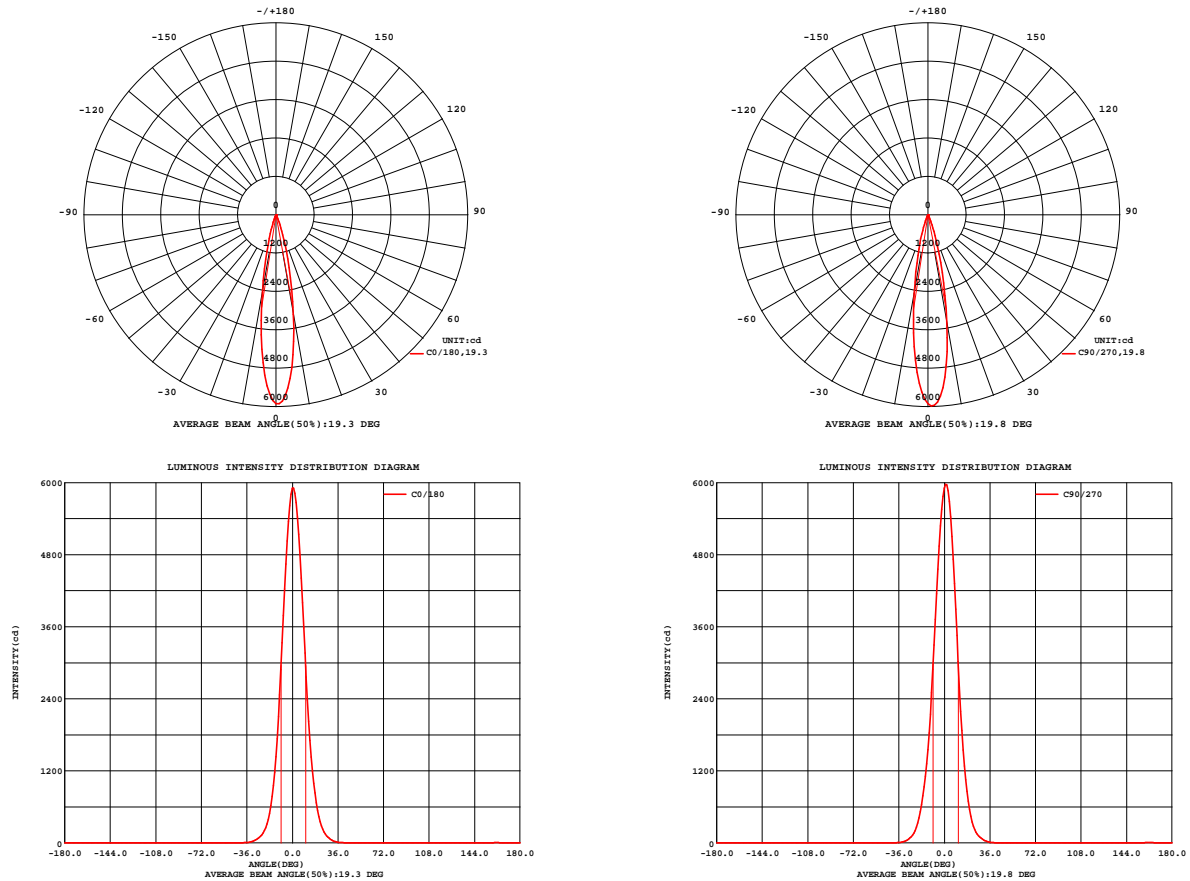 -/+180
-150
150
-120
120
-90
90
0
1200
2400
3600
4800
6000
-60
60
UNIT:cd
C0/180,19.3
-30
30
0
AVERAGE BEAM ANGLE(50%):19.3 DEG
-/+180
-150
150
-120
120
-90
90
0
1200
2400
3600
4800
6000
-60
60
UNIT:cd
C90/270,19.8
-30
30
0
AVERAGE BEAM ANGLE(50%):19.8 DEG
LUMINOUS INTENSITY DISTRIBUTION DIAGRAM
C0/180
6000
4800
3600
2400
1200
0
INTENSITY(cd)
-180.0 -144.0 -108.0 -72.0 -36.0 0.0 36.0 72.0 108.0 144.0 180.0
ANGLE(DEG)
AVERAGE BEAM ANGLE(50%):19.3 DEG
LUMINOUS INTENSITY DISTRIBUTION DIAGRAM
C90/270
6000
4800
3600
2400
1200
0
INTENSITY(cd)
-180.0 -144.0 -108.0 -72.0 -36.0 0.0 36.0 72.0 108.0 144.0 180.0
ANGLE(DEG)
AVERAGE BEAM ANGLE(50%):19.8 DEG